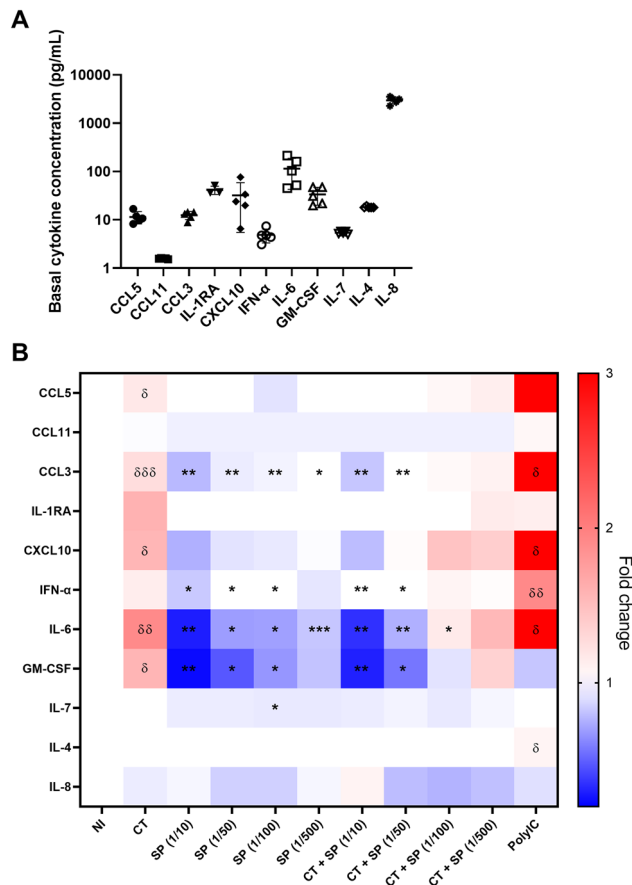 A
Basal cytokine concentration (pg/mL)
10000
1000
100
10
1
CCL5
CCL11
CCL3
IL-1RA
CXCL10
IFN-α
IL-6
GM-CSF
IL-7
IL-4
IL-8
B
CCL5 δ
CCL11
CCL3 δδδ ** ** ** * ** ** δ
IL-1RA
CXCL10 δ δ
IFN-α * * * ** * δδ
IL-6 δδ ** * * *** ** ** * δ
GM-CSF δ ** * * ** * 
IL-7 *
IL-4 δ
IL-8
NI
CT
SP (1/10)
SP (1/50)
SP (1/100)
SP (1/500)
CT + SP (1/10)
CT + SP (1/50)
CT + SP (1/100)
CT + SP (1/500)
PolyIC
3
2
1
Fold change